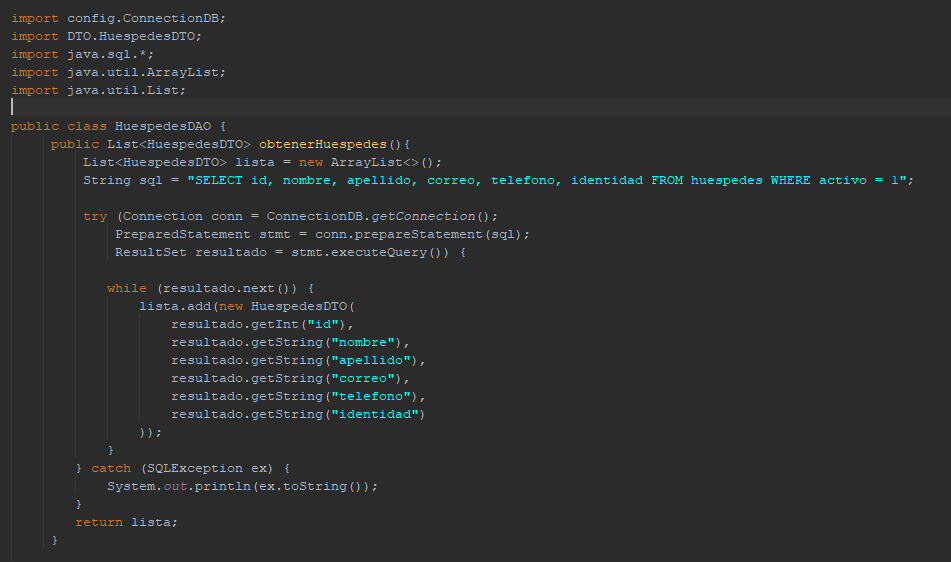 import config.ConnectionDB;
import DTO.HuespedesDTO;
import java.sql.*;
import java.util.ArrayList;
import java.util.List;
public class HuespedesDAO {
public List<HuespedesDTO> obtenerHuespedes(){
List<HuespedesDTO> lista = new ArrayList<>();
String sql = "SELECT id, nombre, apellido, correo, telefono, identidad FROM huespedes WHERE activo = 1";
try (Connection conn = ConnectionDB.getConnection();
PreparedStatement stmt = conn.prepareStatement(sql);
ResultSet resultado = stmt.executeQuery()) {
while (resultado.next()) {
lista.add(new HuespedesDTO(
resultado.getInt("id"),
resultado.getString("nombre"),
resultado.getString("apellido"),
resultado.getString("correo"),
resultado.getString("telefono"),
resultado.getString("identidad")
));
}
} catch (SQLException ex) {
System.out.println(ex.toString());
}
return lista;
}